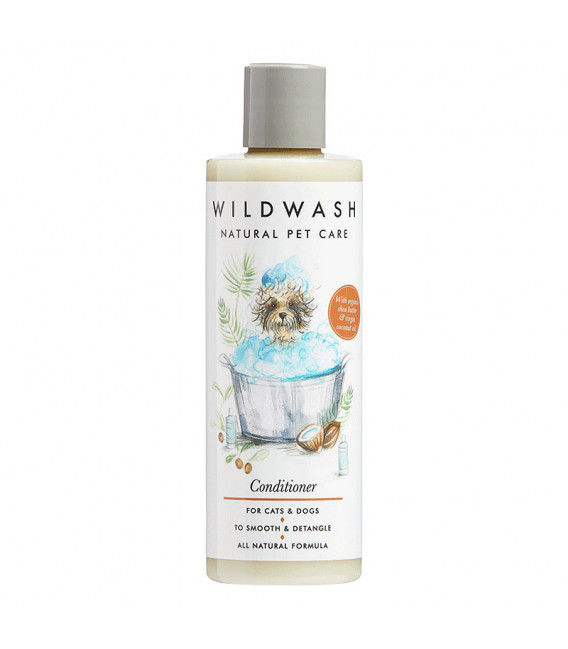 WILDWASH
NATURAL PET CARE
With organic
shea butter
& virgin
coconut oil
Conditioner
FOR CATS & DOGS
TO SMOOTH & DETANGLE
ALL NATURAL FORMULA